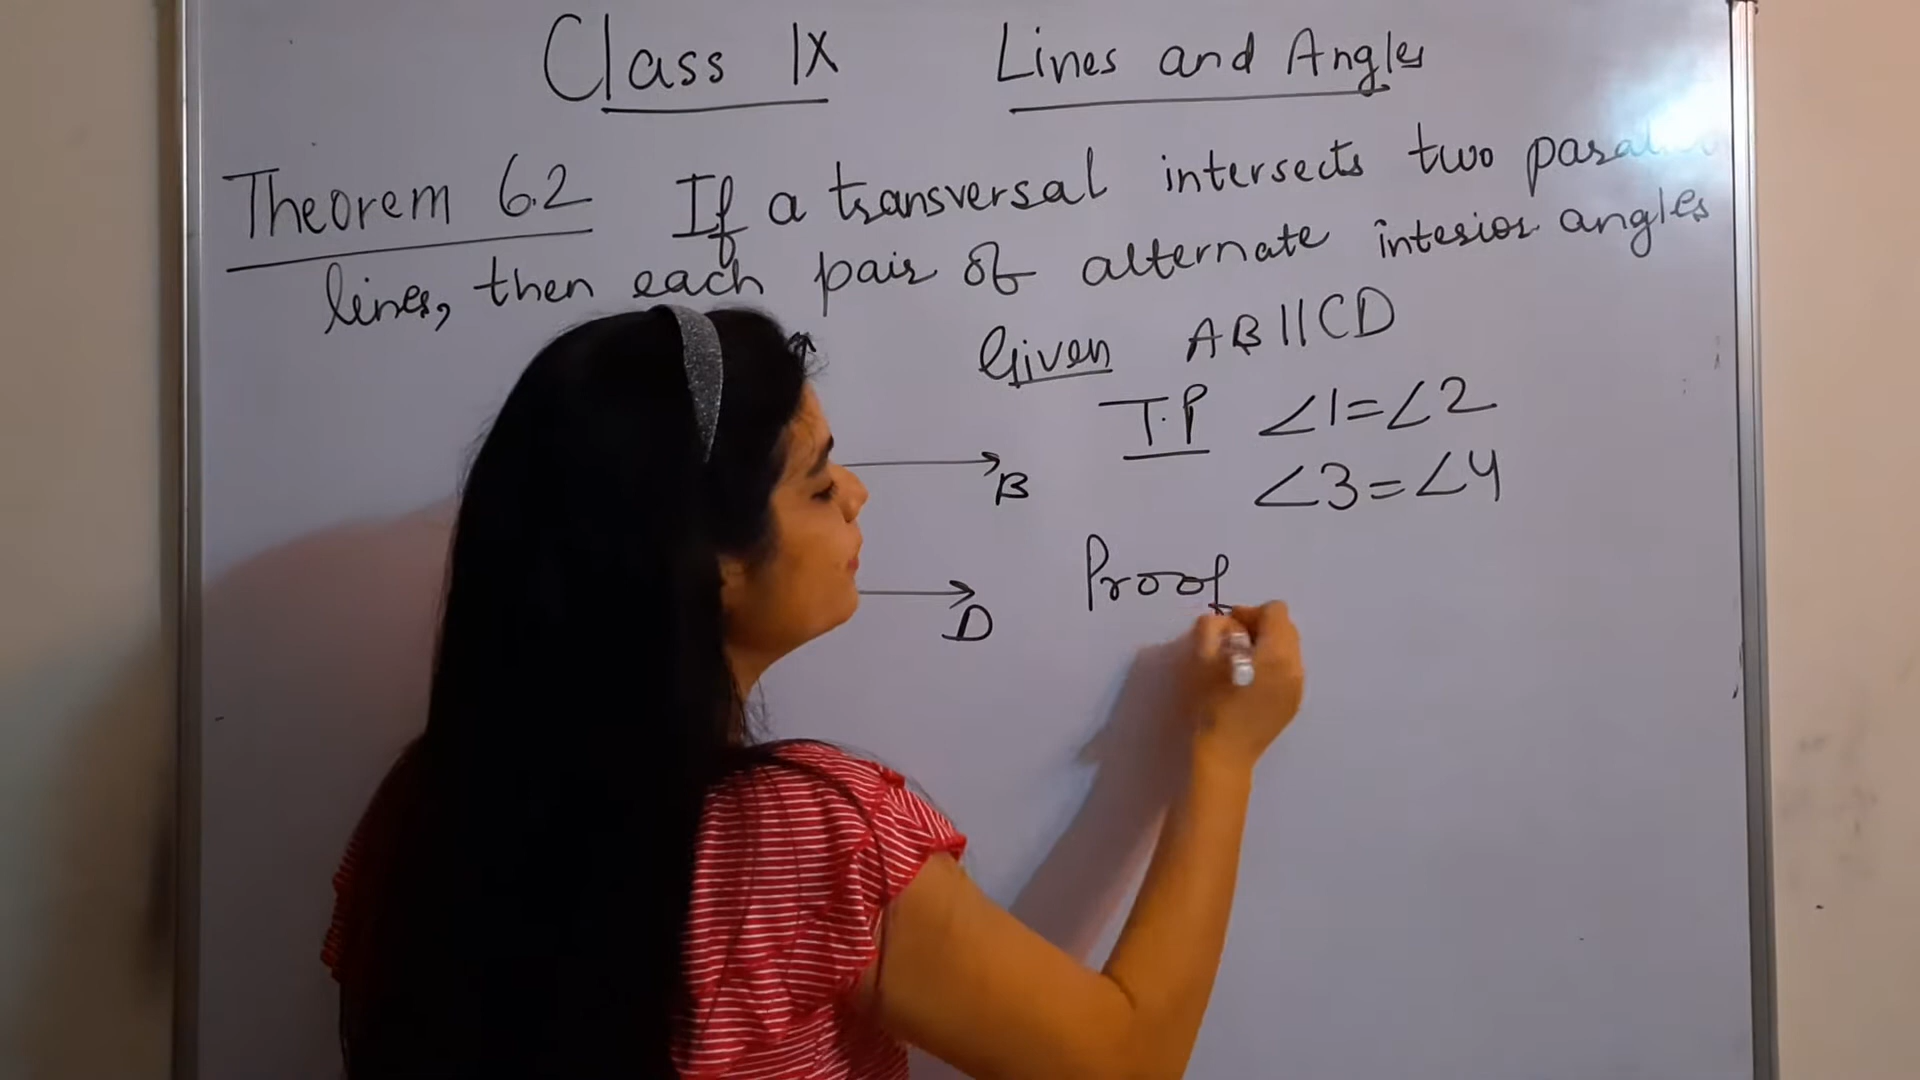 Class IX Lines and Angles
Theorem 6.2 If a transversal intersects two
lines, then each pair of alternate interior angles
Given AB||CD
T.P ∠1=∠2
B
∠3=∠4
Proof
D